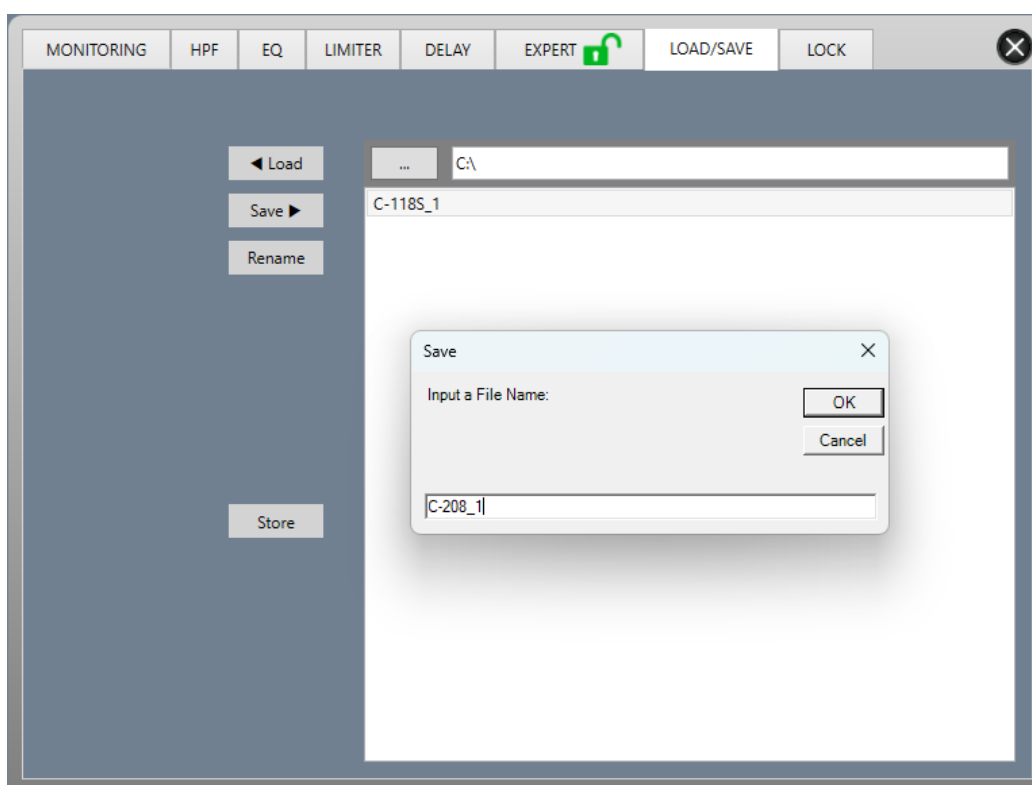 MONITORING HPF EQ LIMITER DELAY EXPERT LOAD/SAVE LOCK
◀ Load ... C:\
Save ▶ C-118S_1
Rename
Save
Input a File Name:
OK
Cancel
C-208_1
Store